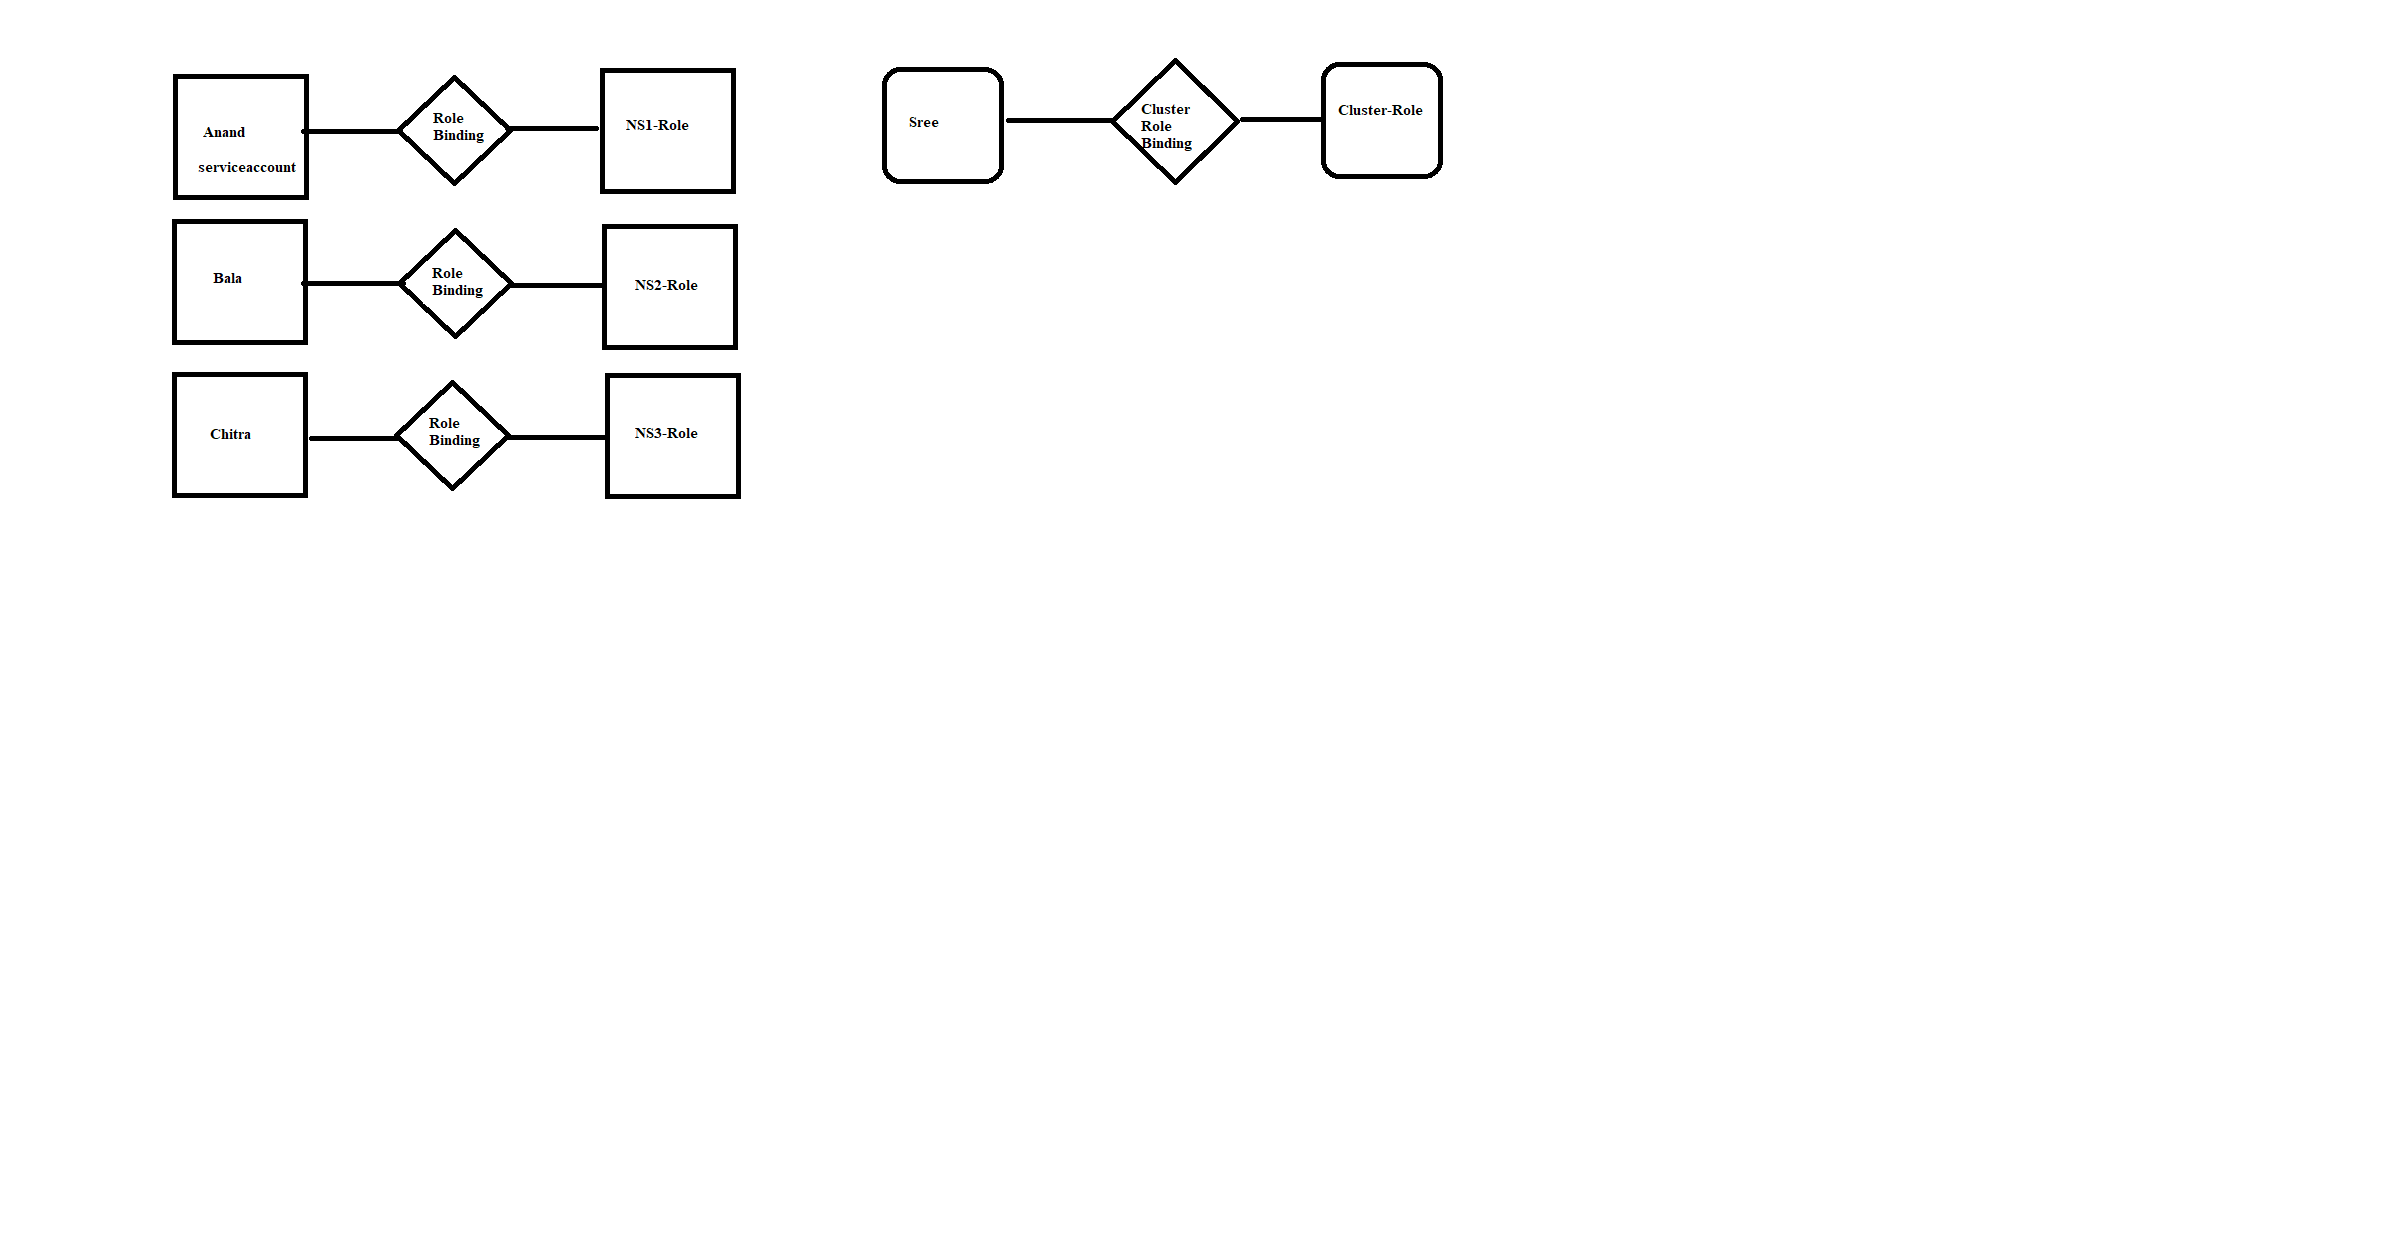 Anand
serviceaccount
Role
Binding
NS1-Role
Bala
Role
Binding
NS2-Role
Chitra
Role
Binding
NS3-Role
Sree
Cluster
Role
Binding
Cluster-Role